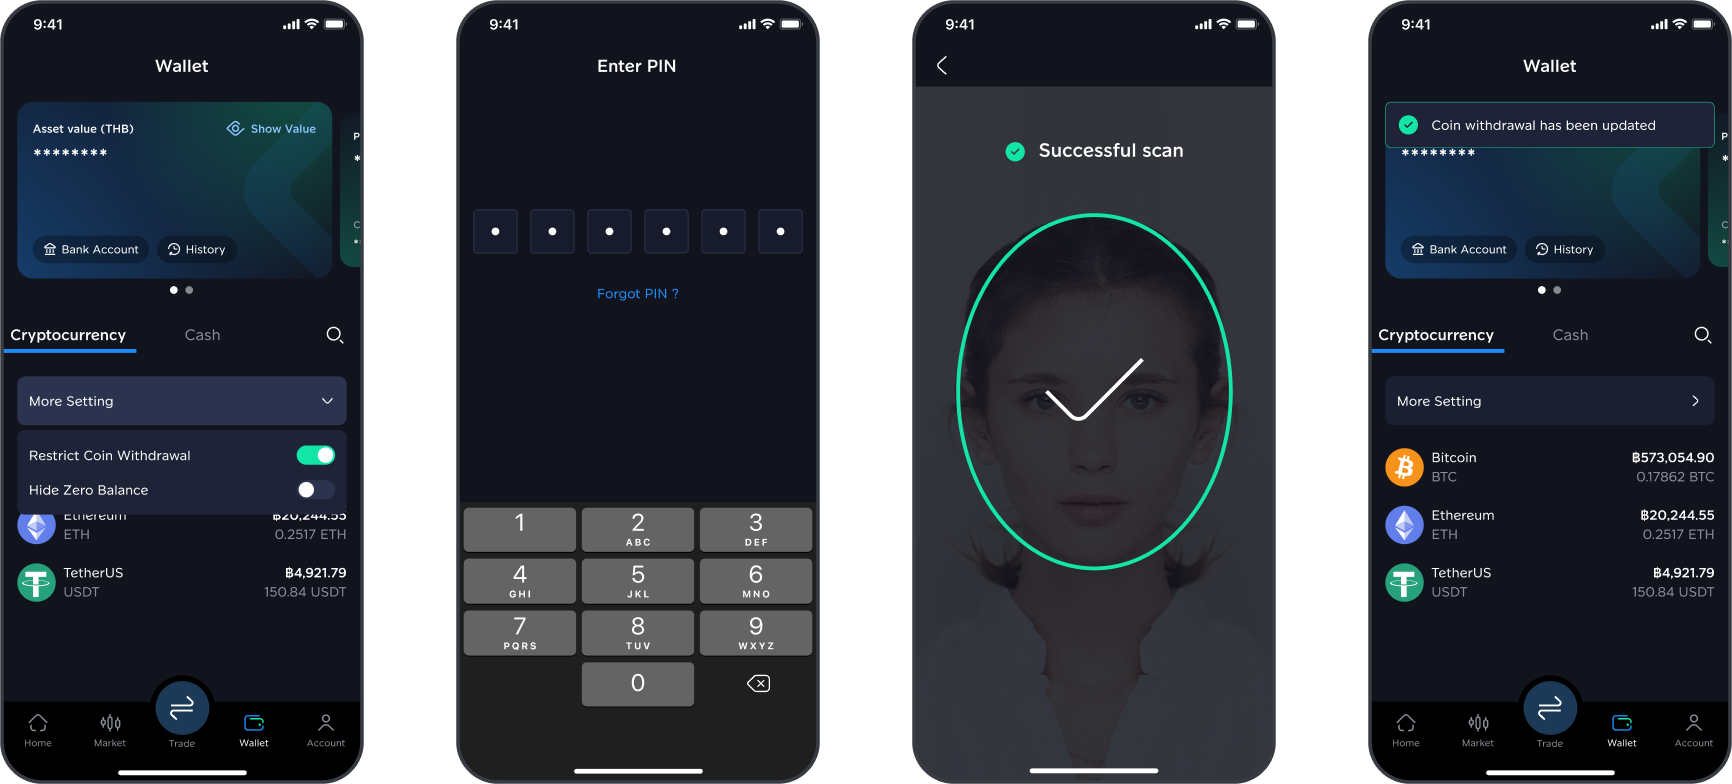 9:41
Wallet
Asset value (THB)
Show Value
********
P
*
C
*
Bank Account
History
Cryptocurrency
Cash
More Setting
Restrict Coin Withdrawal
Hide Zero Balance
Ethereum
฿20,244.55
ETH
0.2517 ETH
TetherUS
฿4,921.79
USDT
150.84 USDT
Home
Market
Trade
Wallet
Account
9:41
Enter PIN
Forgot PIN ?
1
2
3
ABC
DEF
4
5
6
GHI
JKL
MNO
7
8
9
PQRS
TUV
WXYZ
0
9:41
Successful scan
9:41
Wallet
Coin withdrawal has been updated
********
P
*
C
*
Bank Account
History
Cryptocurrency
Cash
More Setting
Bitcoin
฿573,054.90
BTC
0.17862 BTC
Ethereum
฿20,244.55
ETH
0.2517 ETH
TetherUS
฿4,921.79
USDT
150.84 USDT
Home
Market
Trade
Wallet
Account